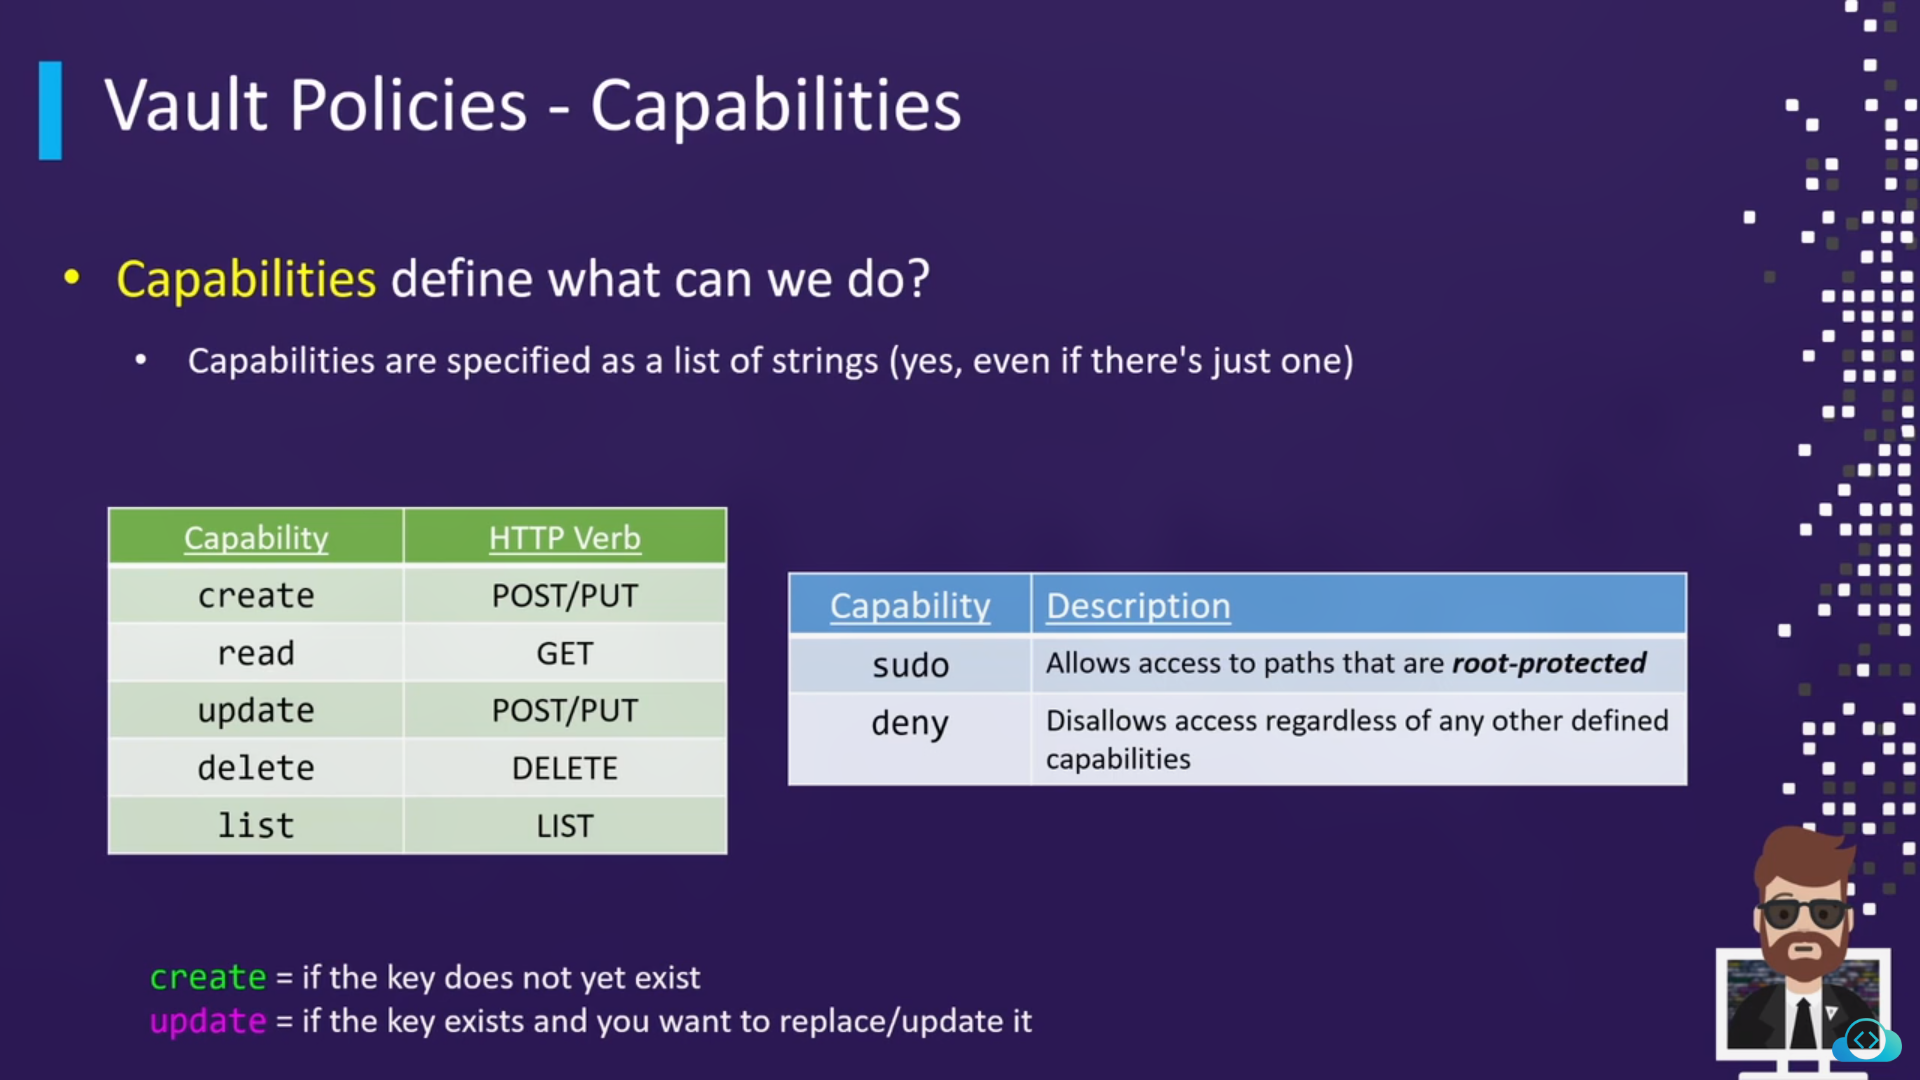 Vault Policies - Capabilities
• Capabilities define what can we do?
• Capabilities are specified as a list of strings (yes, even if there's just one)
Capability HTTP Verb
create POST/PUT
read GET
update POST/PUT
delete DELETE
list LIST
Capability Description
sudo Allows access to paths that are root-protected
deny Disallows access regardless of any other defined
capabilities
create = if the key does not yet exist
update = if the key exists and you want to replace/update it